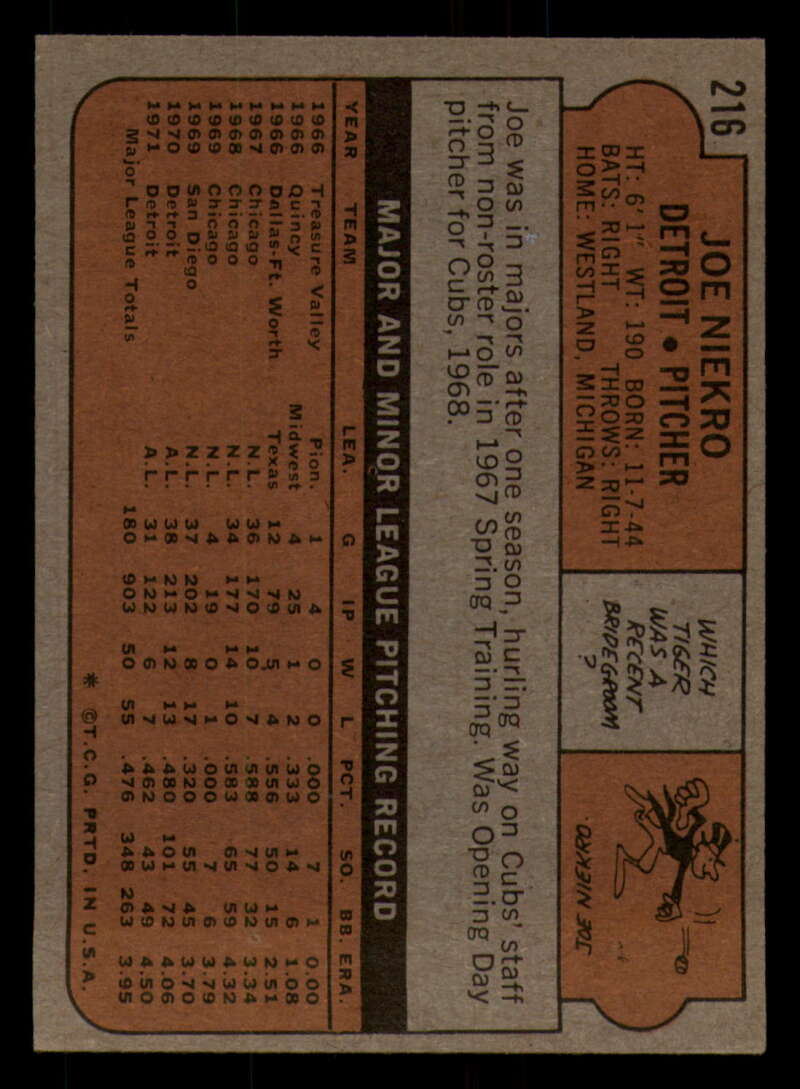 216
JOE NIEKRO
DETROIT • PITCHER
HT: 6'1" WT: 190 BORN: 11-7-44
BATS: RIGHT THROWS: RIGHT
HOME: WESTLAND, MICHIGAN
WHICH
TIGER
WAS A
RECENT
BRIDEGROOM
?
JOE NIEKRO.
Joe was in majors after one season, hurling way on Cubs' staff
from non-roster role in 1967 Spring Training. Was Opening Day
pitcher for Cubs, 1968.
MAJOR AND MINOR LEAGUE PITCHING RECORD
YEAR TEAM LEA. G IP W L PCT. SO. BB. ERA.
1966 Treasure Valley Pion. 1 4 0 0 .000 7 1 0.00
1966 Quincy Midwest 4 25 1 2 .333 14 6 1.08
1966 Dallas-Ft. Worth Texas 12 79 5 4 .556 50 15 2.51
1967 Chicago N.L. 36 170 10 7 .588 77 32 3.34
1968 Chicago N.L. 34 177 14 10 .583 65 59 4.32
1969 Chicago N.L. 4 19 0 1 .000 7 6 3.79
1969 San Diego N.L. 37 202 8 17 .320 55 45 3.70
1970 Detroit A.L. 38 213 12 13 .480 101 72 4.06
1971 Detroit A.L. 31 122 6 7 .462 43 49 4.50
Major League Totals 180 903 50 55 .476 348 263 3.95
* ©T.C.G. PRTD. IN U.S.A.